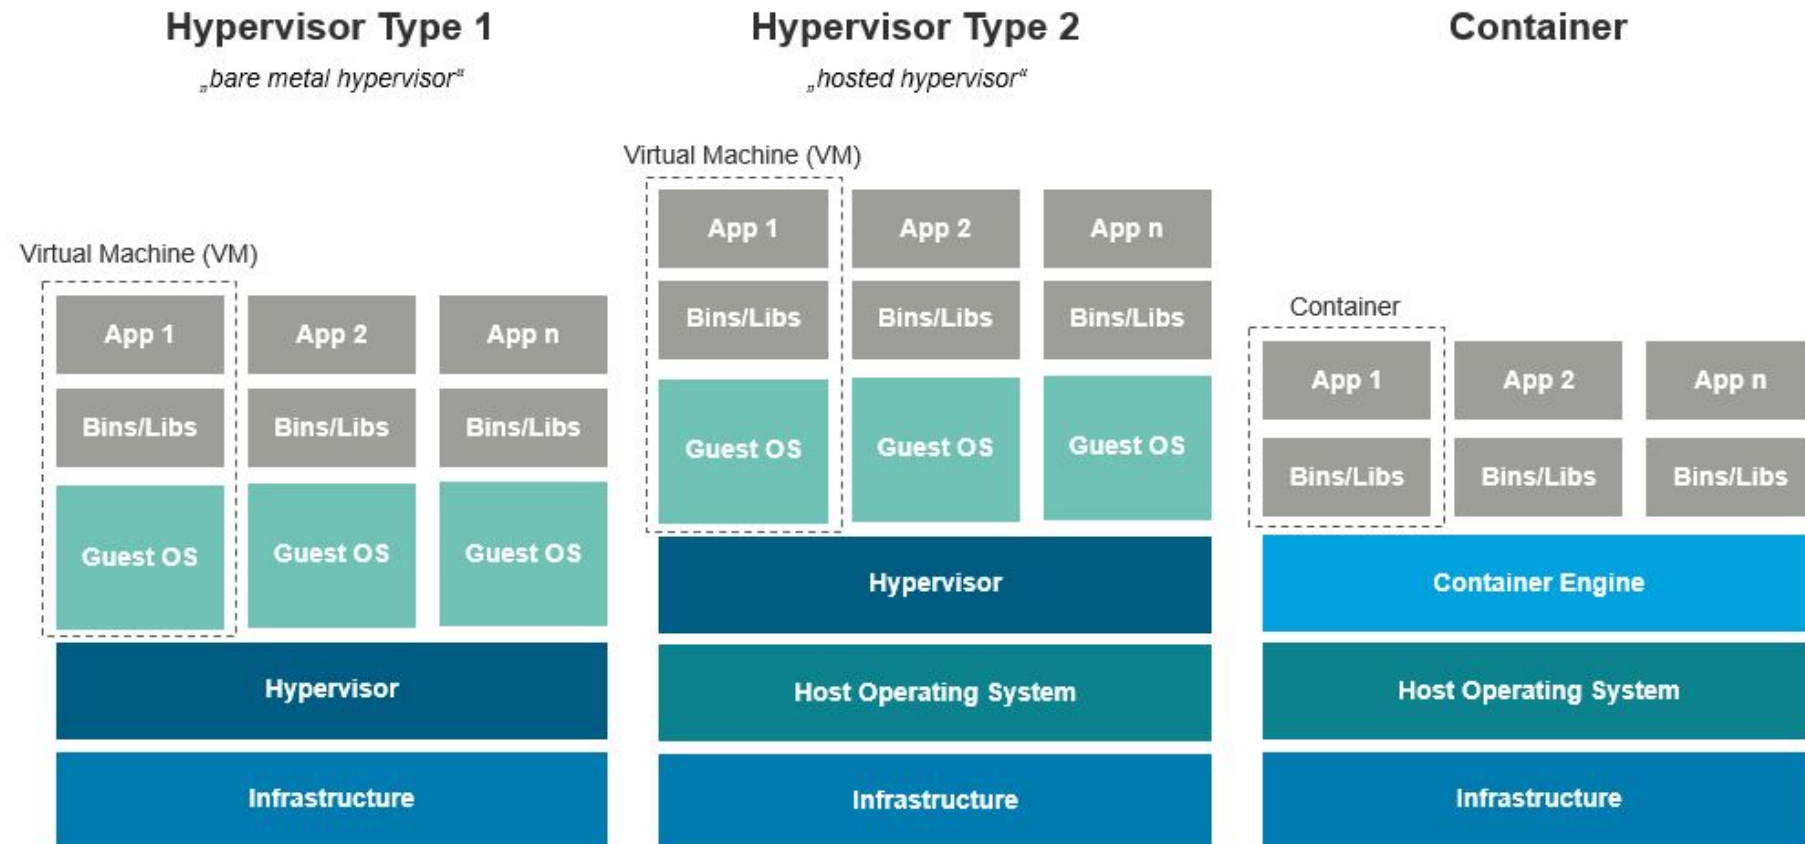 Hypervisor Type 1
„bare metal hypervisor“
Virtual Machine (VM)
App 1 App 2 App n
Bins/Libs Bins/Libs Bins/Libs
Guest OS Guest OS Guest OS
Hypervisor
Infrastructure
Hypervisor Type 2
„hosted hypervisor“
Virtual Machine (VM)
App 1 App 2 App n
Bins/Libs Bins/Libs Bins/Libs
Guest OS Guest OS Guest OS
Hypervisor
Host Operating System
Infrastructure
Container
Container
App 1 App 2 App n
Bins/Libs Bins/Libs Bins/Libs
Container Engine
Host Operating System
Infrastructure